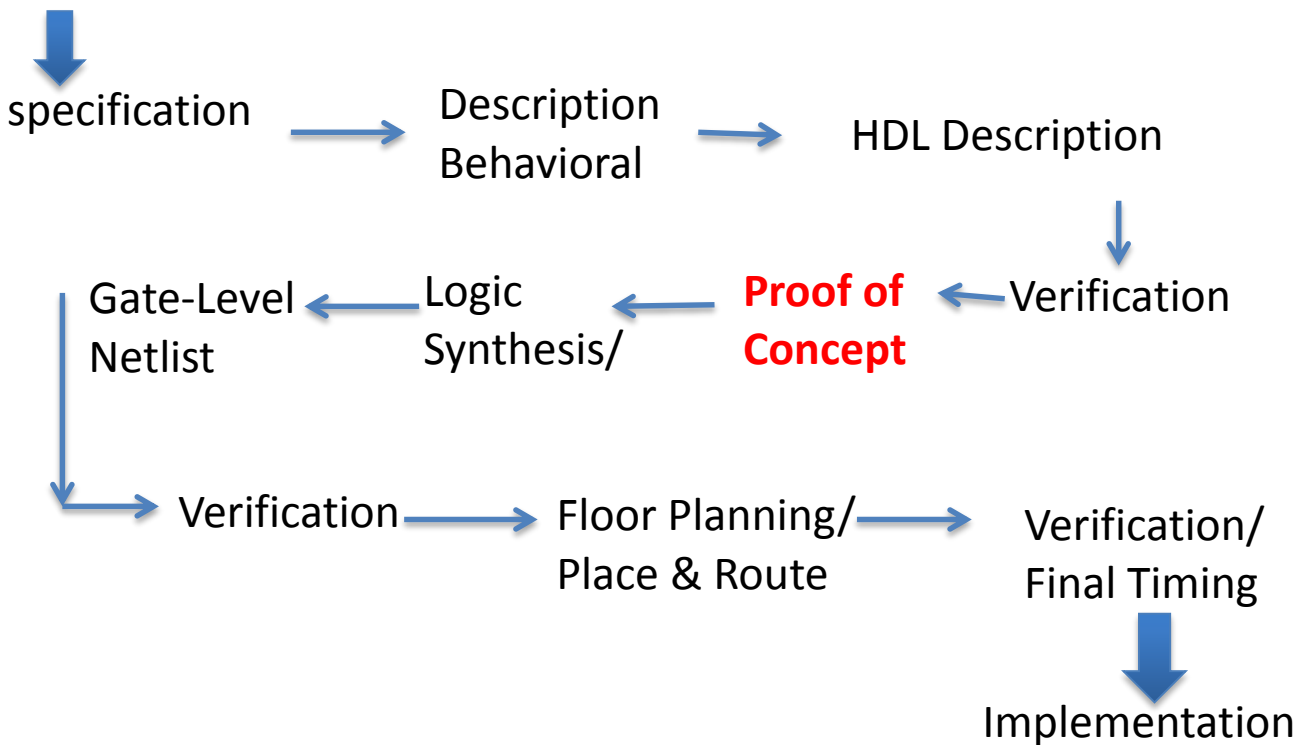 specification
Description
Behavioral
HDL Description
Gate-Level
Netlist
Logic
Synthesis/
Proof of
Concept
Verification
Verification
Floor Planning/
Place & Route
Verification/
Final Timing
Implementation